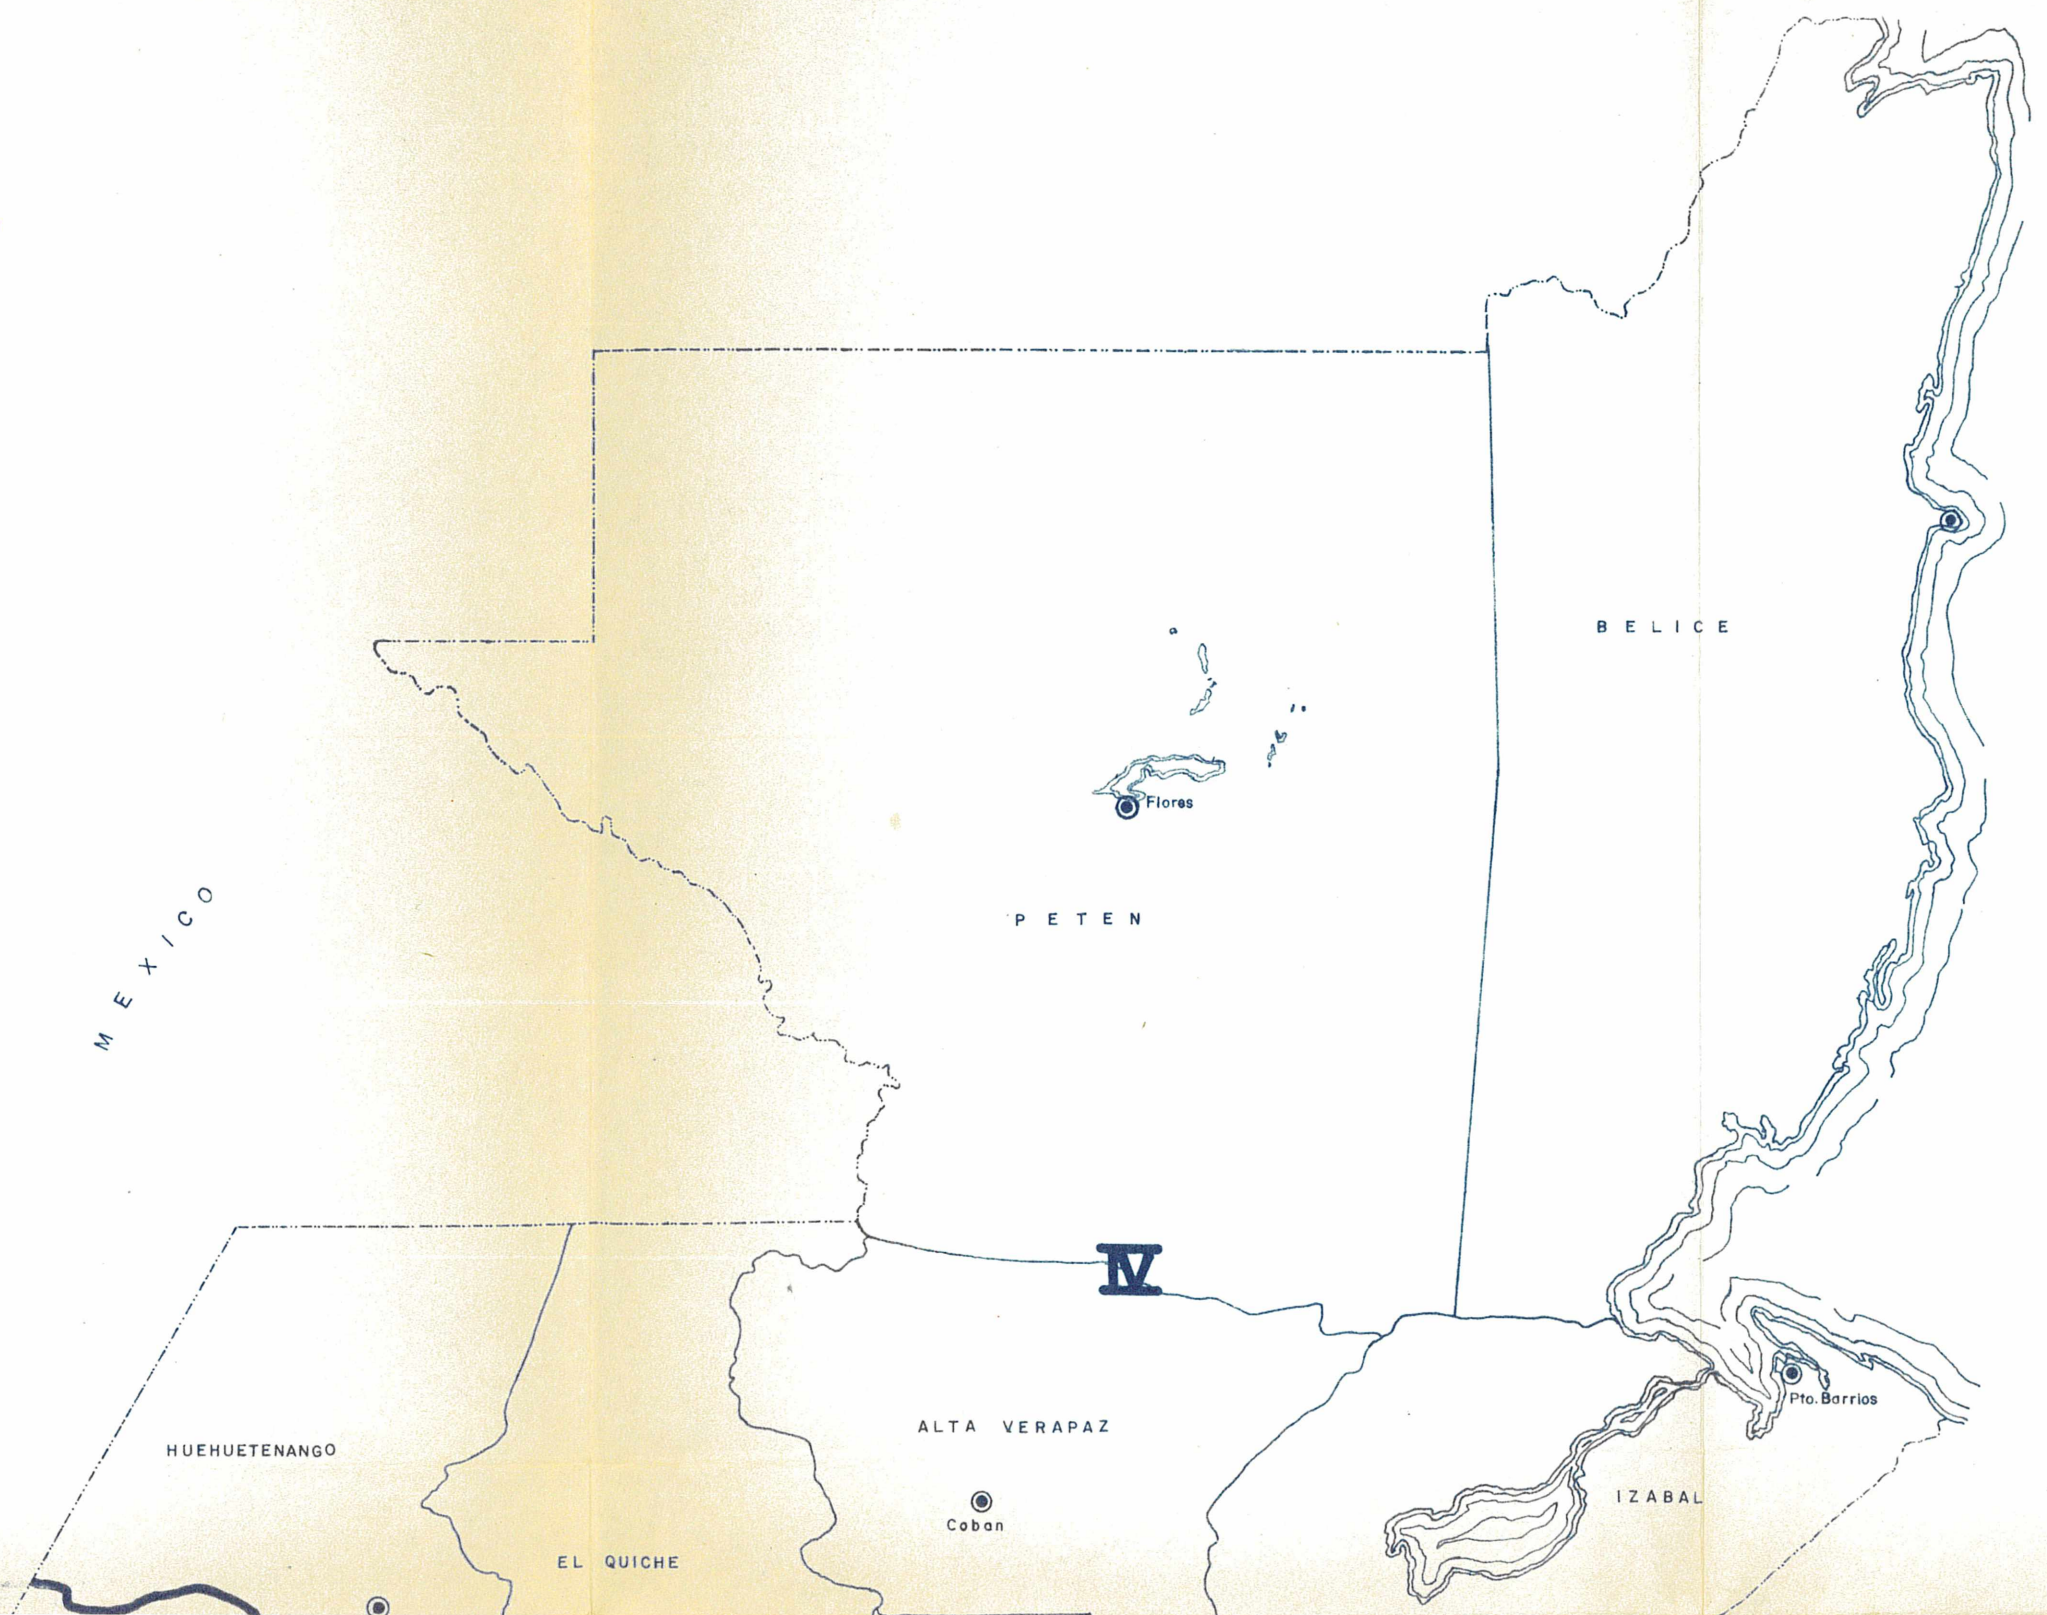 BELICE
Flores
MEXICO
PETEN
IV
Pto. Barrios
ALTA VERAPAZ
HUEHUETENANGO
IZABAL
Coban
EL QUICHE